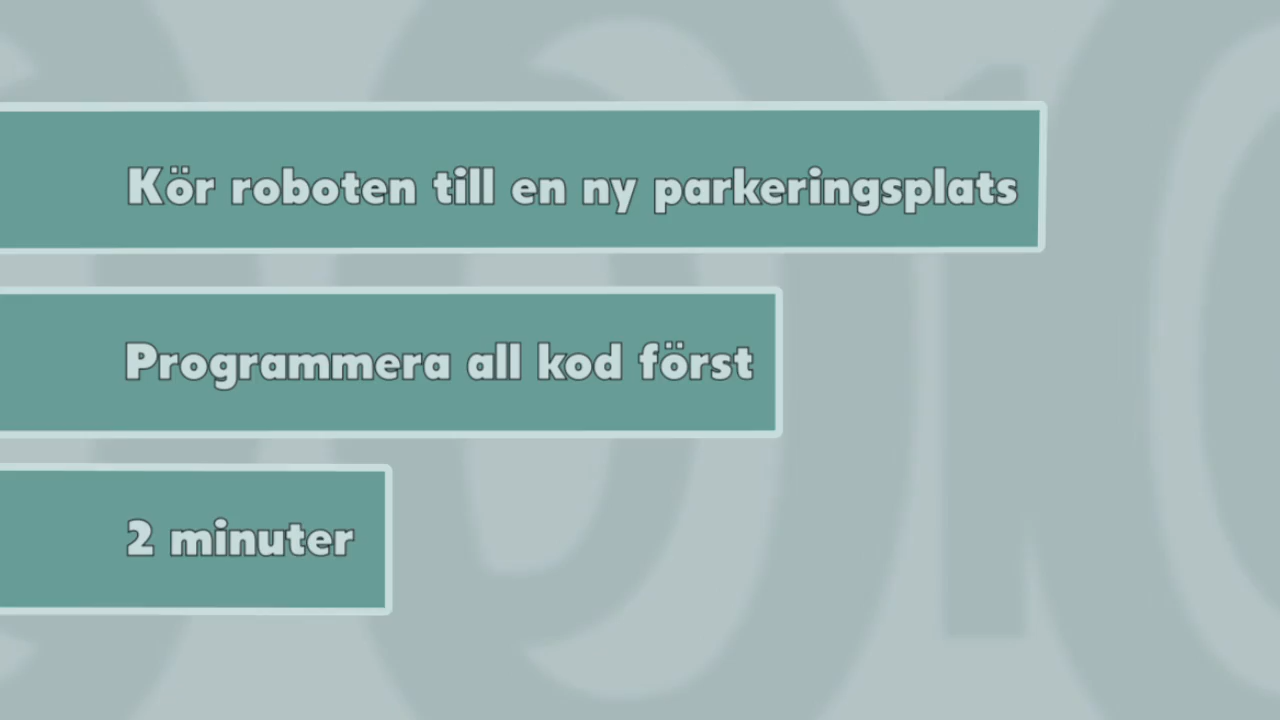 Kör roboten till en ny parkeringsplats
Programmera all kod först
2 minuter